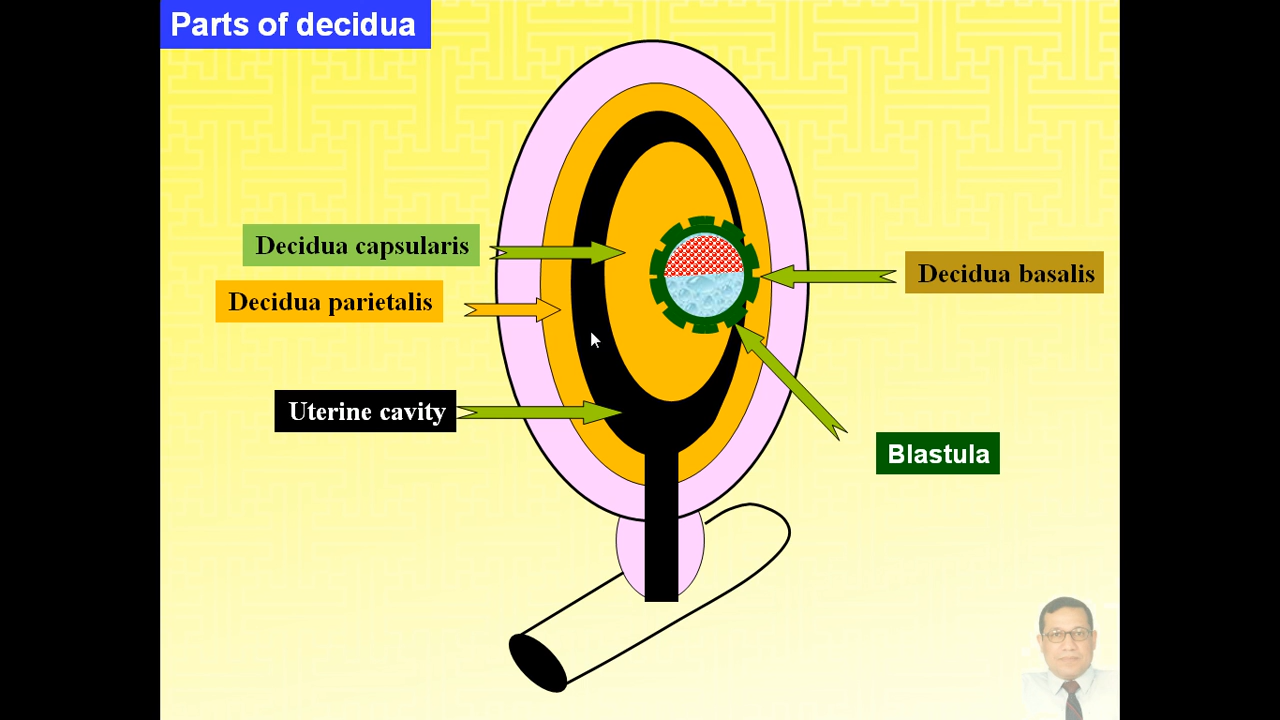 Parts of decidua
Decidua capsularis
Decidua parietalis
Uterine cavity
Decidua basalis
Blastula